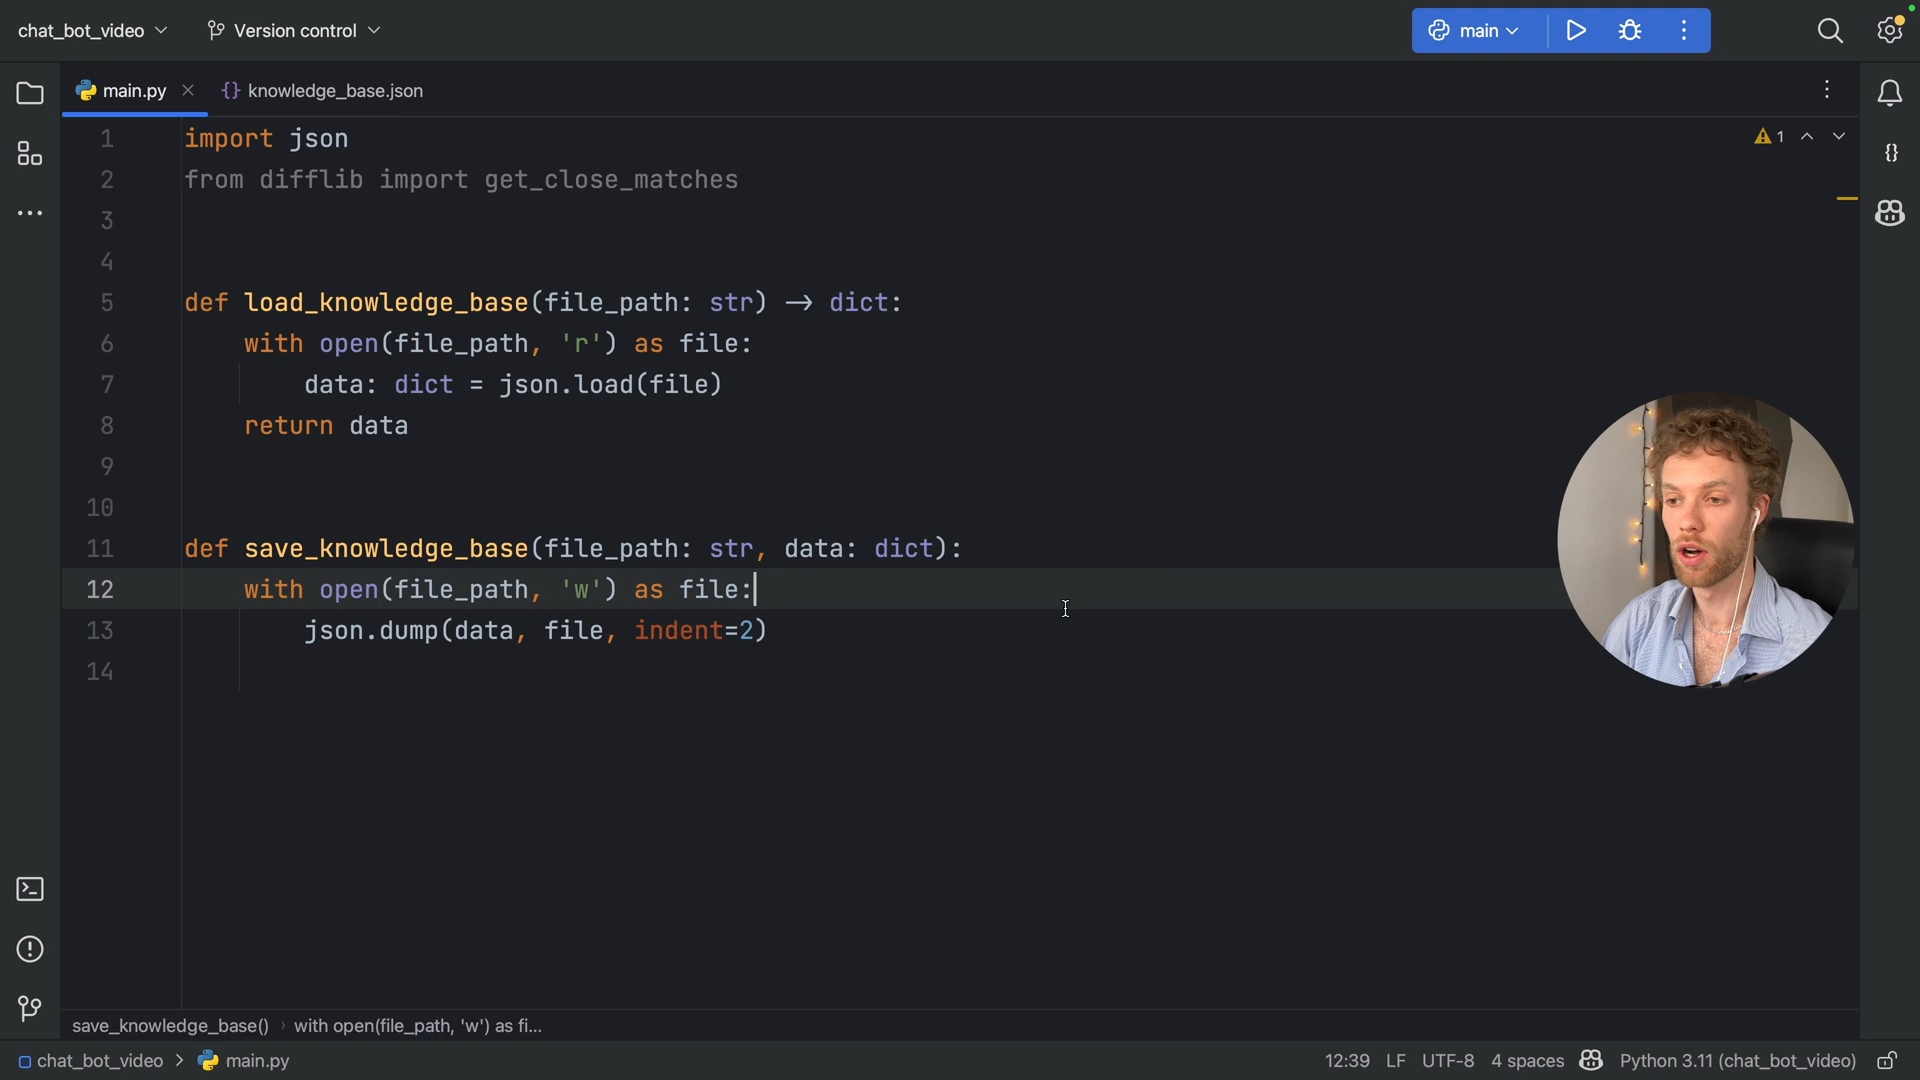 chat_bot_video Version control main
main.py knowledge_base.json
1 import json
2 from difflib import get_close_matches
3
4
5 def load_knowledge_base(file_path: str) → dict:
6 with open(file_path, 'r') as file:
7 data: dict = json.load(file)
8 return data
9
10
11 def save_knowledge_base(file_path: str, data: dict):
12 with open(file_path, 'w') as file:
13 json.dump(data, file, indent=2)
14
1
save_knowledge_base() › with open(file_path, 'w') as fi...
chat_bot_video > main.py 12:39 LF UTF-8 4 spaces Python 3.11 (chat_bot_video)